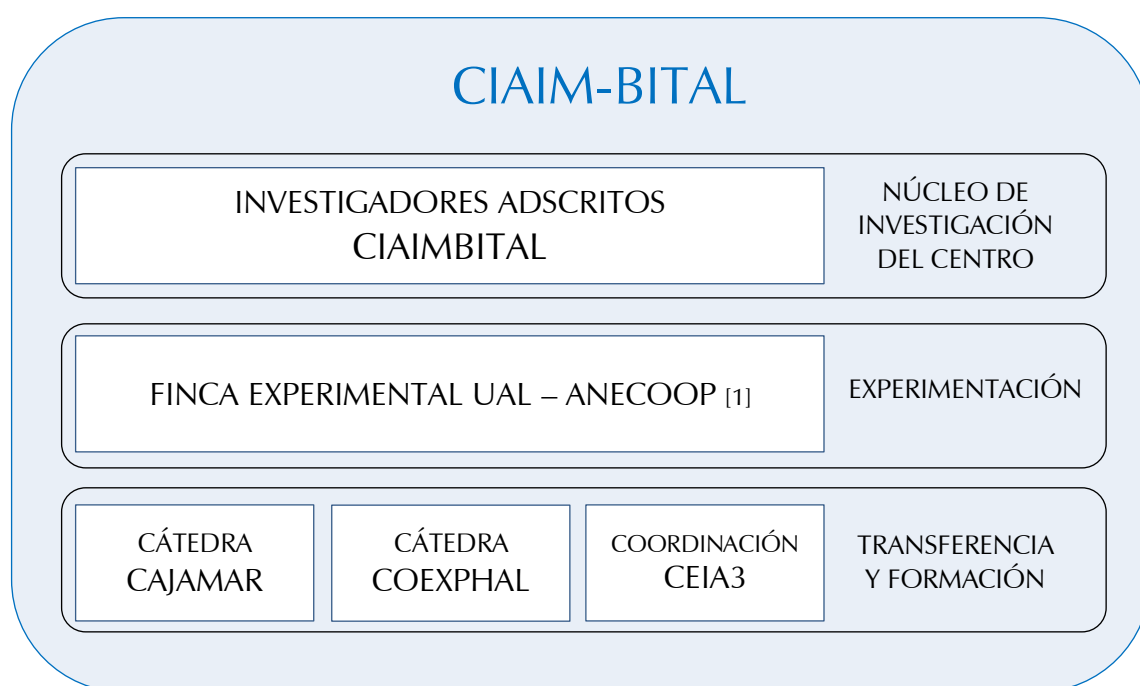 CIAIM-BITAL
INVESTIGADORES ADSCRITOS
CIAIMBITAL
NÚCLEO DE
INVESTIGACIÓN
DEL CENTRO
FINCA EXPERIMENTAL UAL – ANECOOP [1]
EXPERIMENTACIÓN
CÁTEDRA
CAJAMAR
CÁTEDRA
COEXPHAL
COORDINACIÓN
CEIA3
TRANSFERENCIA
Y FORMACIÓN